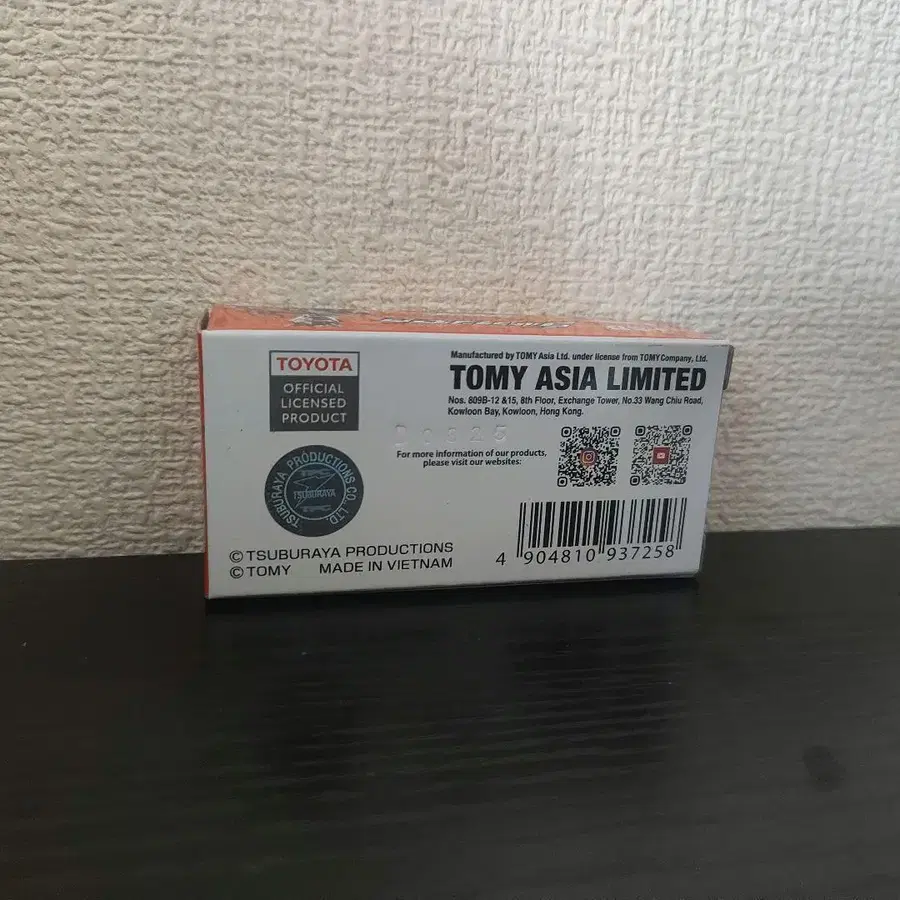 TOYOTA
OFFICIAL
LICENSED
PRODUCT
TSUBURAYA PRODUCTIONS CO., LTD.
TSUBURAYA
© TSUBURAYA PRODUCTIONS
© TOMY MADE IN VIETNAM
Manufactured by TOMY Asia Ltd. under license from TOMY Company, Ltd.
TOMY ASIA LIMITED
Nos. 809B-12 &15, 8th Floor, Exchange Tower, No.33 Wang Chiu Road,
Kowloon Bay, Kowloon, Hong Kong.
For more information of our products,
please visit our websites:
4 904810 937258